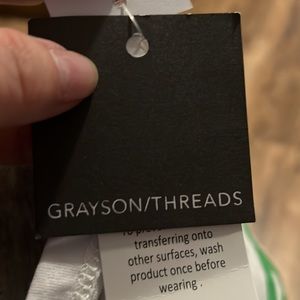 GRAYSON/THREADS
transferring onto
other surfaces, wash
product once before
wearing .